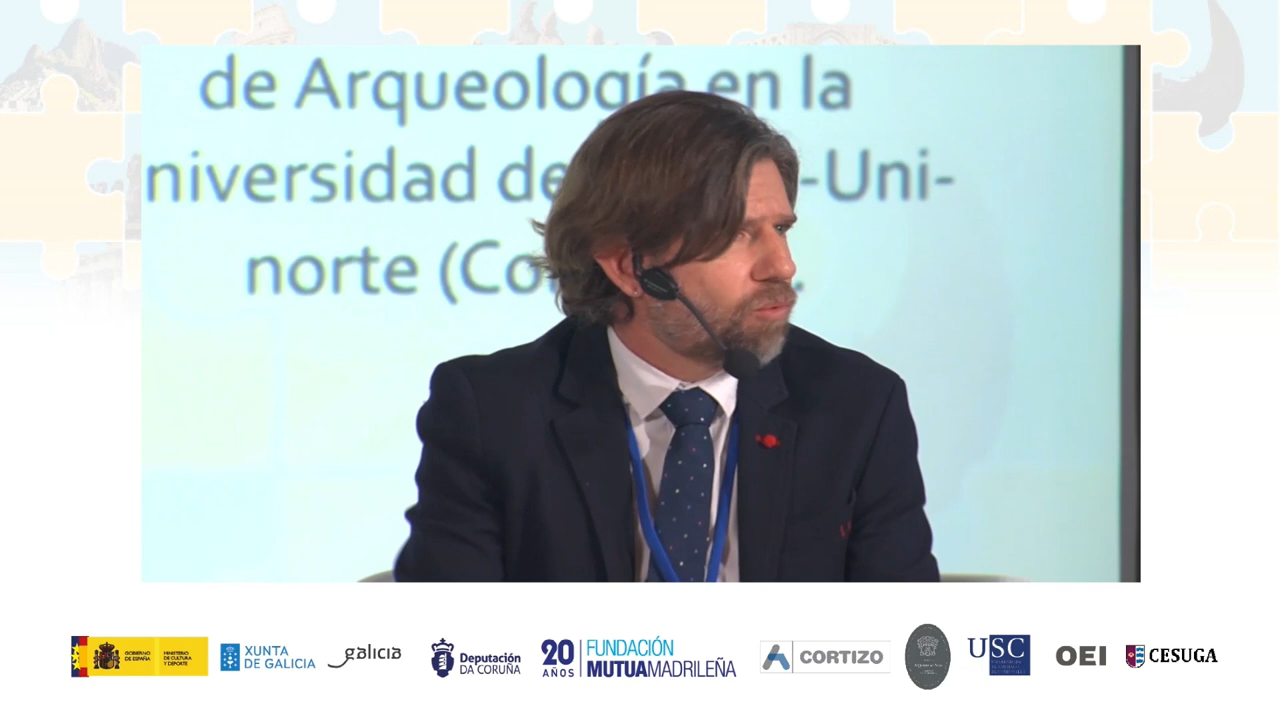 de Arqueología en la
niversidad de -Uni-
norte (Co
GOBIERNO DE ESPAÑA
MINISTERIO DE CULTURA Y DEPORTE
XUNTA
DE GALICIA
galicia
Deputación
DA CORUÑA
20
AÑOS
FUNDACIÓN
MUTUAMADRILEÑA
CORTIZO
USC
OEI
CESUGA